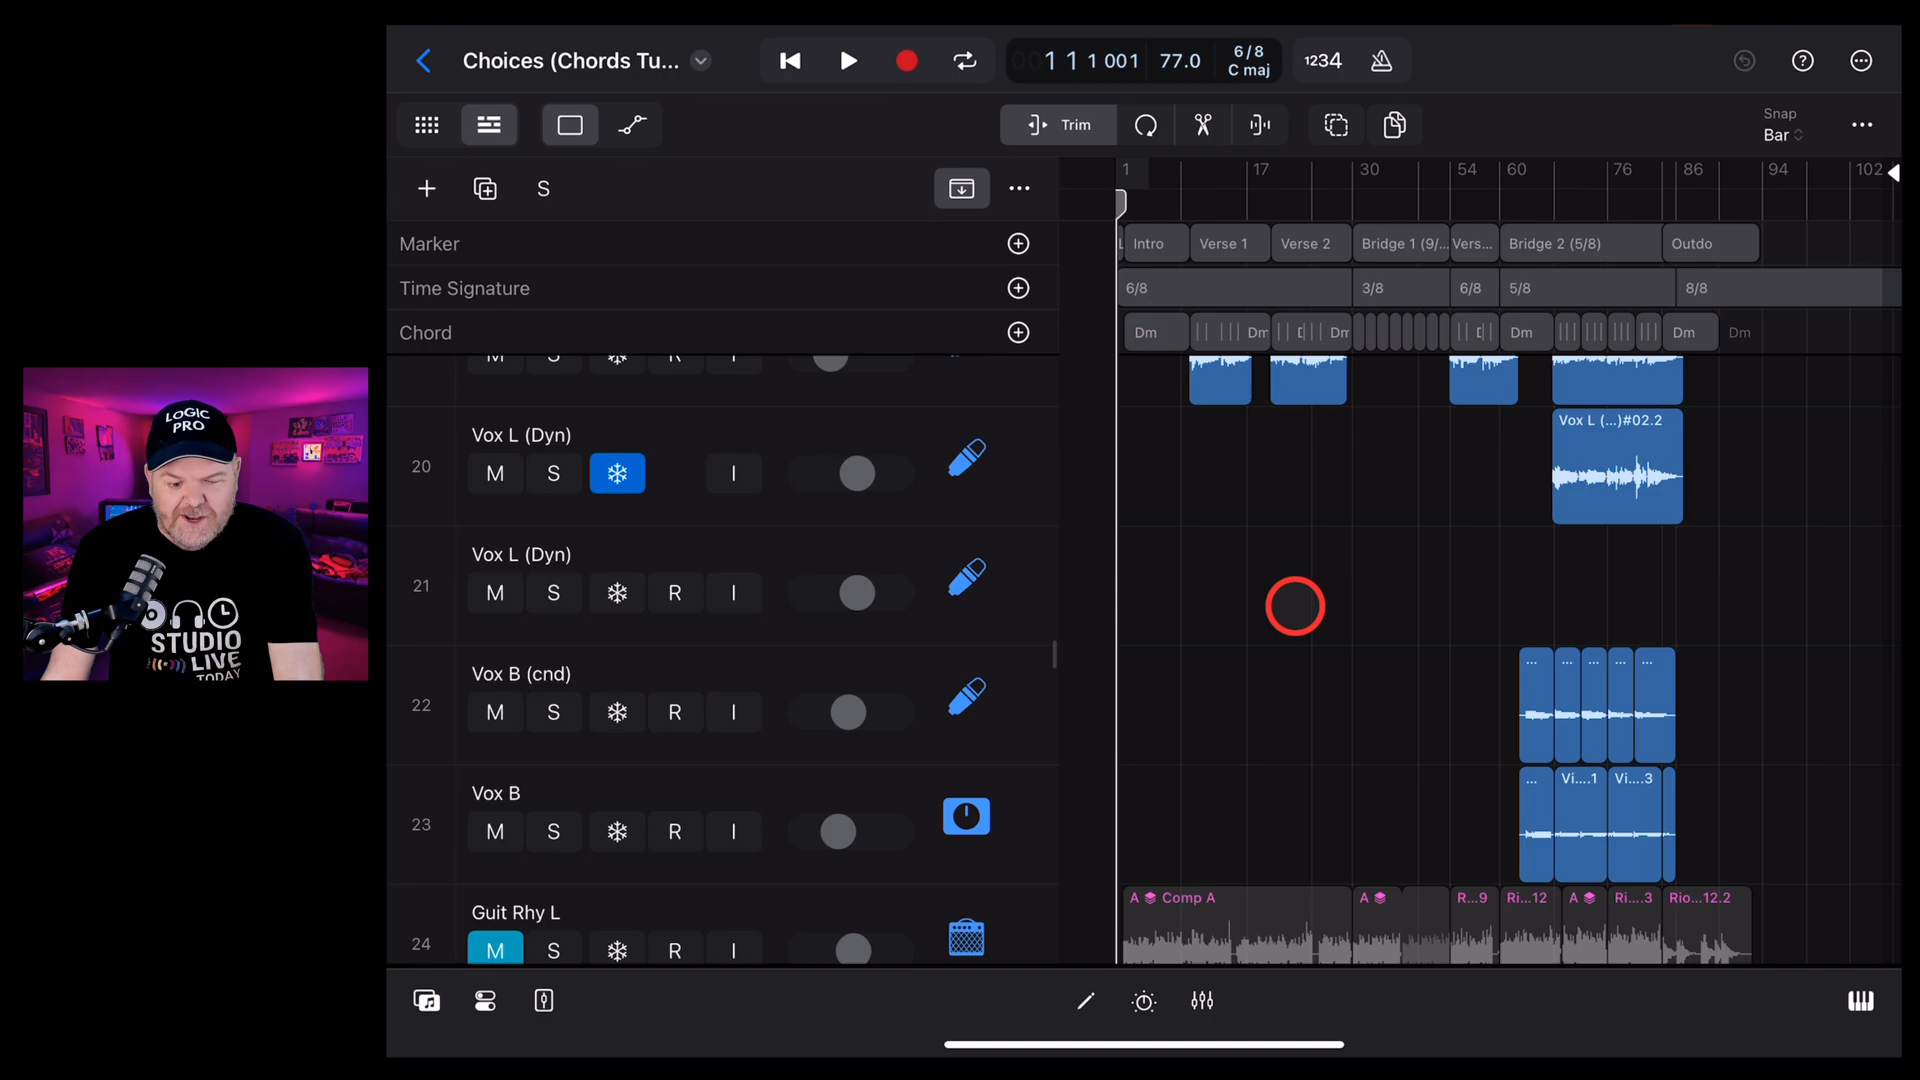 Choices (Chords Tu...
1 1 1 001
77.0
6/8
C maj
1234
?
Trim
Snap
Bar
S
1 17 30 54 60 76 86 94 102
Marker
Intro Verse 1 Verse 2 Bridge 1 (9/... Vers... Bridge 2 (5/8) Outdo
Time Signature
6/8 3/8 6/8 5/8 8/8
Chord
Dm Dm Dm Dm Dm Dm
M S R I
20
Vox L (Dyn)
M S I
Vox L (...)#02.2
21
Vox L (Dyn)
M S R I
22
Vox B (cnd)
M S R I
... ... ... ... ...
23
Vox B
M S R I
... Vi....1 Vi....3
24
Guit Rhy L
M S R I
A Comp A A R...9 Ri...12 A Ri...3 Rio...12.2
LOGIC
PRO
STUDIO
LIVE
TODAY